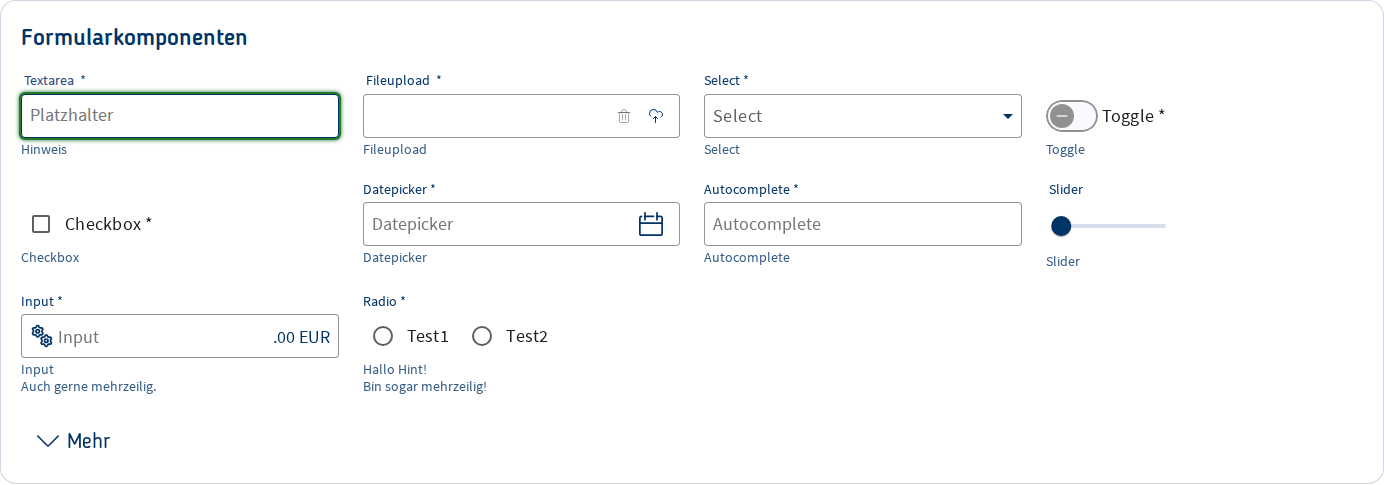 Formularkomponenten
Textarea *
Fileupload *
Select *
Platzhalter
Select
Toggle *
Hinweis
Fileupload
Select
Toggle
Datepicker *
Autocomplete *
Slider
Checkbox *
Datepicker
Autocomplete
Checkbox
Datepicker
Autocomplete
Slider
Input *
Radio *
Input .00 EUR
Test1 Test2
Input
Auch gerne mehrzeilig.
Hallo Hint!
Bin sogar mehrzeilig!
Mehr